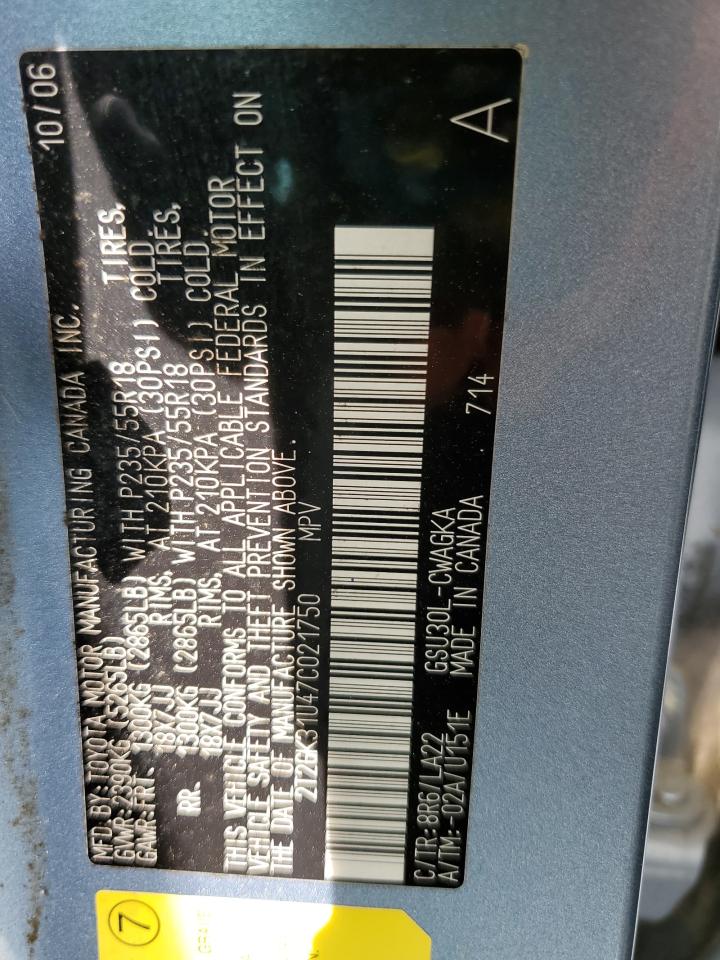 MFD BY:TOYOTA MOTOR MANUFACTURING CANADA INC. 10/06
GVWR:2390KG (5265LB)
GAWR:FRT. 1300KG (2865LB) WITH P235/55R18 TIRES,
18X7JJ RIMS, AT 210KPA (30PSI) COLD.
RR. 1300KG (2865LB) WITH P235/55R18 TIRES,
18X7JJ RIMS, AT 210KPA (30PSI) COLD.
THIS VEHICLE CONFORMS TO ALL APPLICABLE FEDERAL MOTOR
VEHICLE SAFETY AND THEFT PREVENTION STANDARDS IN EFFECT ON
THE DATE OF MANUFACTURE SHOWN ABOVE.
2T2GK31U47C021750 MPV
C/TR:8R6/LA22 GSU30L-CWAGKA 714 A
A/TM:-02A/U151E MADE IN CANADA
7